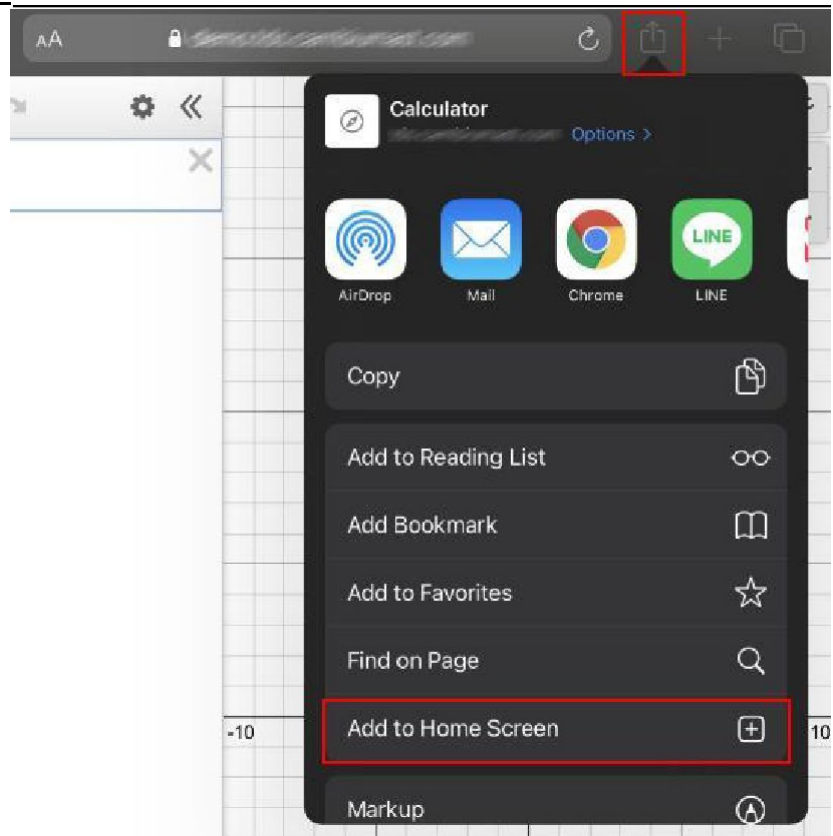 AA
Calculator
Options >
LINE
AirDrop
Mail
Chrome
LINE
Copy
Add to Reading List
Add Bookmark
Add to Favorites
Find on Page
Add to Home Screen
-10
10
Markup